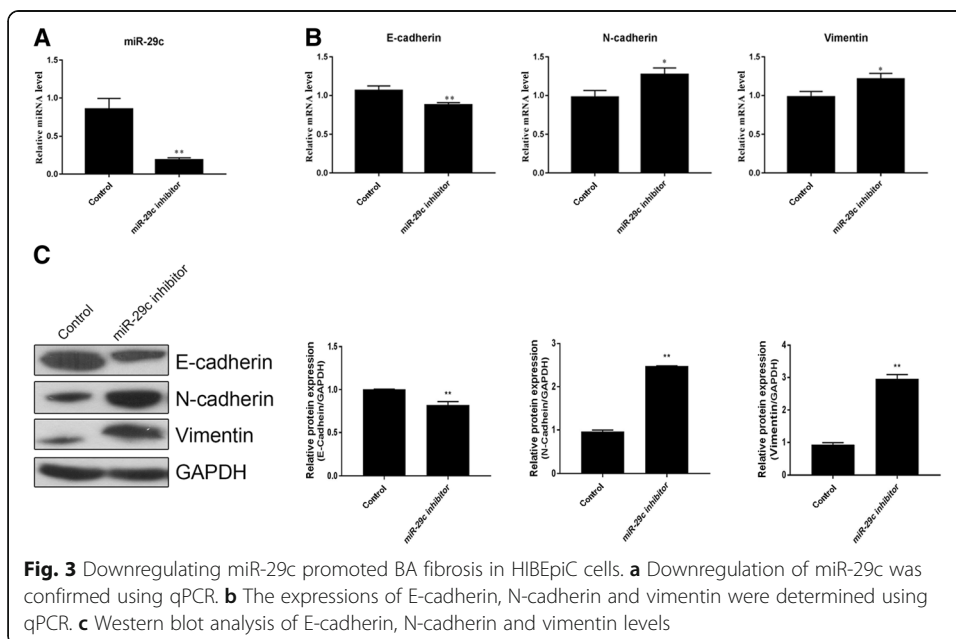 A
miR-29c
Relative miRNA level
1.5
1.0
0.5
0.0
Control
miR-29c inhibitor
**
B
E-cadherin
Relative mRNA level
1.5
1.0
0.5
0.0
Control
miR-29c inhibitor
**
N-cadherin
Relative mRNA level
1.5
1.0
0.5
0.0
Control
miR-29c inhibitor
*
Vimentin
Relative mRNA level
1.5
1.0
0.5
0.0
Control
miR-29c inhibitor
*
C
Control
miR-29c inhibitor
E-cadherin
N-cadherin
Vimentin
GAPDH
Relative protein expression
(E-Cadhein/GAPDH)
1.5
1.0
0.5
0.0
Control
miR-29c inhibitor
**
Relative protein expression
(N-Cadhein/GAPDH)
3
2
1
0
Control
miR-29c inhibitor
**
Relative protein expression
(Vimentin/GAPDH)
4
3
2
1
0
Control
miR-29c inhibitor
**
Fig. 3 Downregulating miR-29c promoted BA fibrosis in HIBEpiC cells. a Downregulation of miR-29c was
confirmed using qPCR. b The expressions of E-cadherin, N-cadherin and vimentin were determined using
qPCR. c Western blot analysis of E-cadherin, N-cadherin and vimentin levels